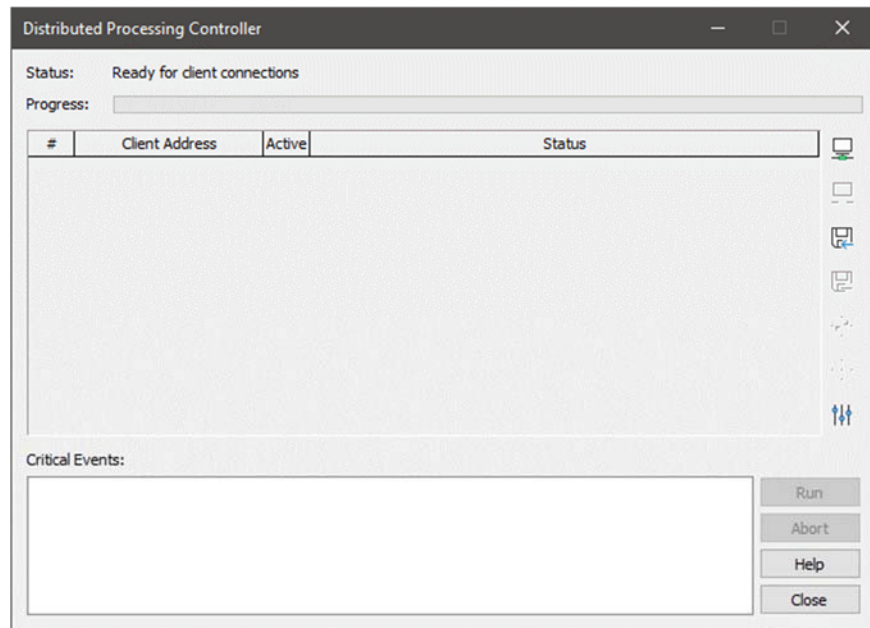 Distributed Processing Controller
Status: Ready for client connections
Progress:
# Client Address Active Status
Critical Events:
Run
Abort
Help
Close